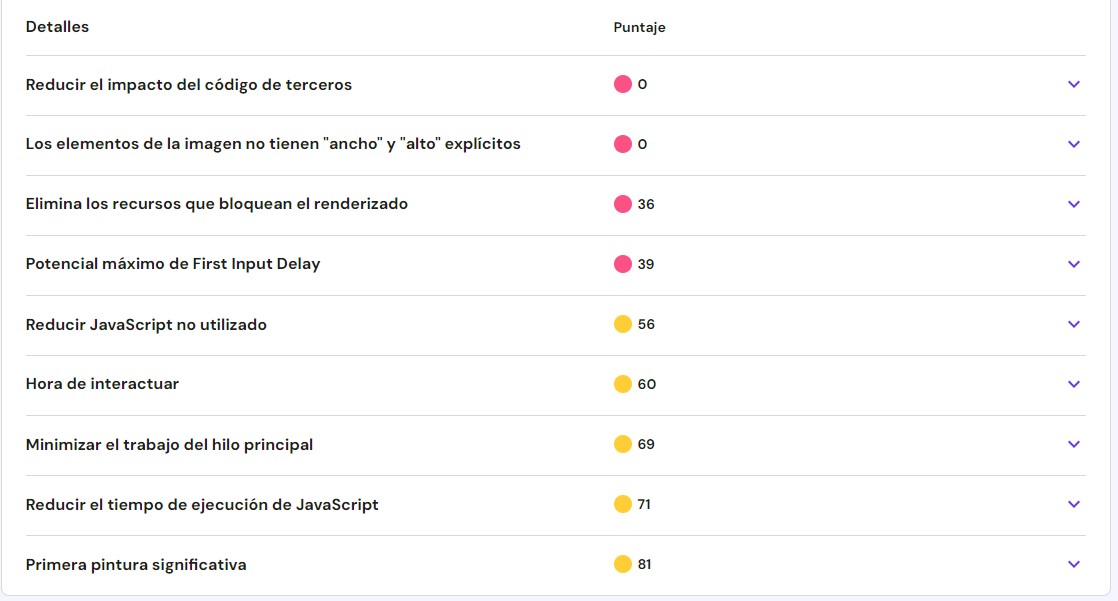 Detalles Puntaje
Reducir el impacto del código de terceros 0
Los elementos de la imagen no tienen "ancho" y "alto" explícitos 0
Elimina los recursos que bloquean el renderizado 36
Potencial máximo de First Input Delay 39
Reducir JavaScript no utilizado 56
Hora de interactuar 60
Minimizar el trabajo del hilo principal 69
Reducir el tiempo de ejecución de JavaScript 71
Primera pintura significativa 81